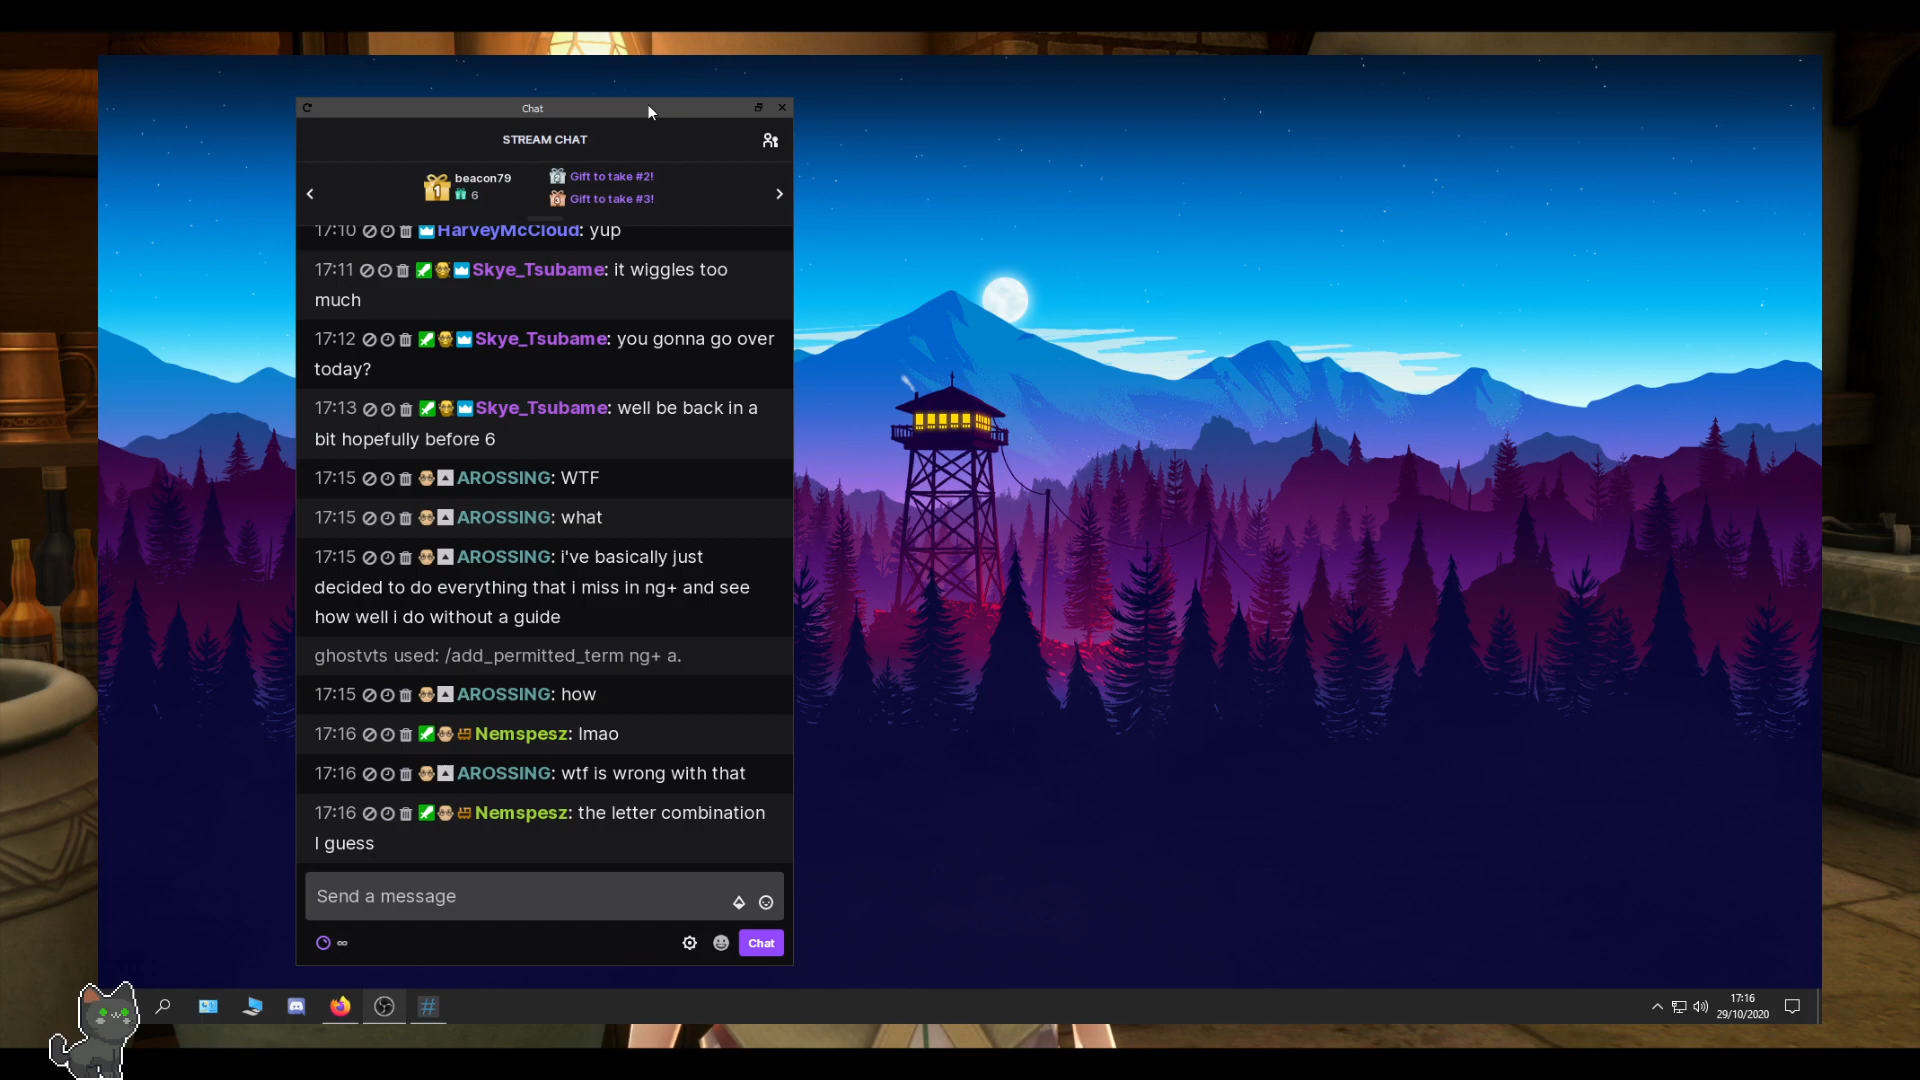 Chat
STREAM CHAT
1
beacon79
6
2 Gift to take #2!
3 Gift to take #3!
17:10 HarveyMcCloud: yup
17:11 Skye_Tsubame: it wiggles too
much
17:12 Skye_Tsubame: you gonna go over
today?
17:13 Skye_Tsubame: well be back in a
bit hopefully before 6
17:15 AROSSING: WTF
17:15 AROSSING: what
17:15 AROSSING: i've basically just
decided to do everything that i miss in ng+ and see
how well i do without a guide
ghostvts used: /add_permitted_term ng+ a.
17:15 AROSSING: how
17:16 Nemspesz: lmao
17:16 AROSSING: wtf is wrong with that
17:16 Nemspesz: the letter combination
I guess
Send a message
∞
Chat
17:16
29/10/2020